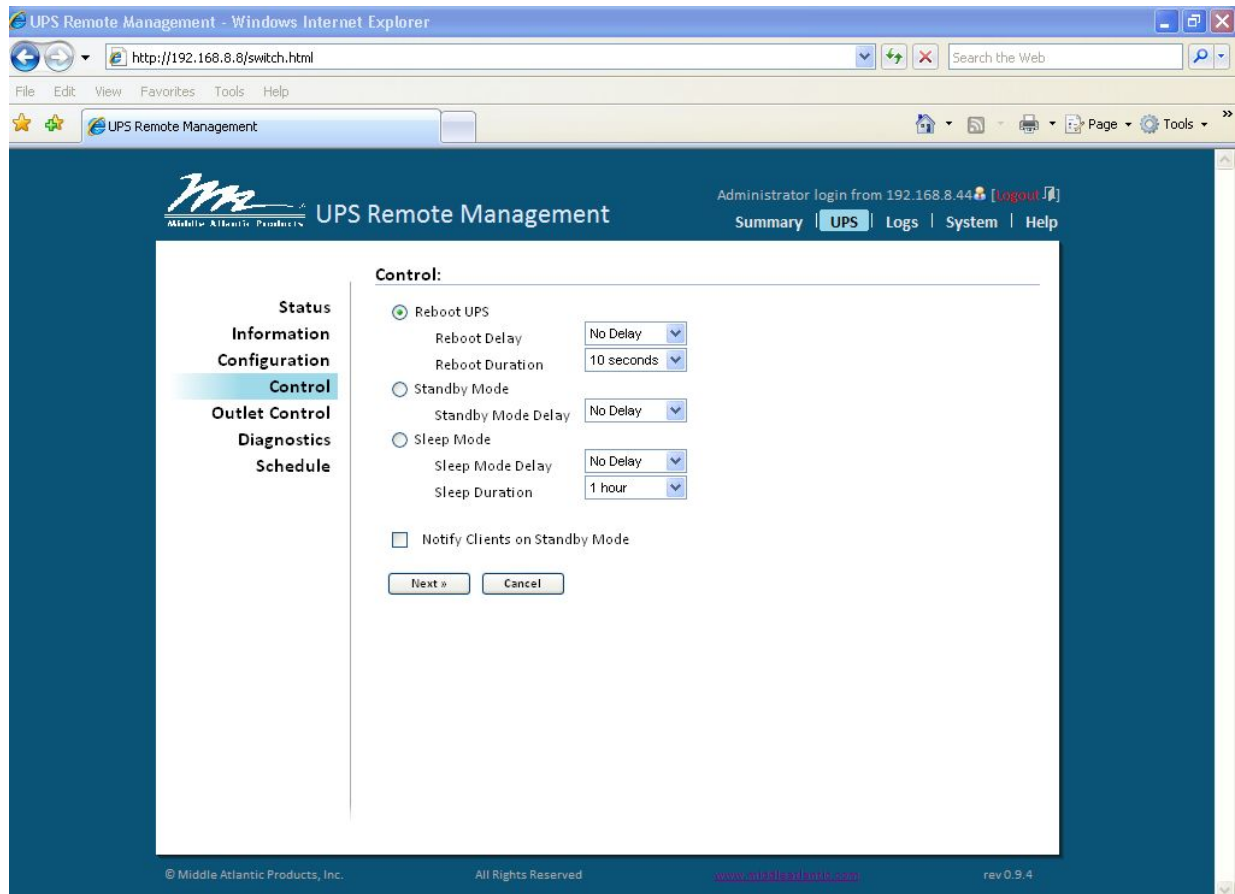 UPS Remote Management - Windows Internet Explorer
http://192.168.8.8/switch.html
Search the Web
File Edit View Favorites Tools Help
UPS Remote Management
Page Tools »
Middle Atlantic Products
UPS Remote Management
Administrator login from 192.168.8.44 [Logout]
Summary | UPS | Logs | System | Help
Control:
Status
Information
Configuration
Control
Outlet Control
Diagnostics
Schedule
Reboot UPS
Reboot Delay No Delay
Reboot Duration 10 seconds
Standby Mode
Standby Mode Delay No Delay
Sleep Mode
Sleep Mode Delay No Delay
Sleep Duration 1 hour
Notify Clients on Standby Mode
Next » Cancel
© Middle Atlantic Products, Inc. All Rights Reserved www.middleatlantic.com rev 0.9.4